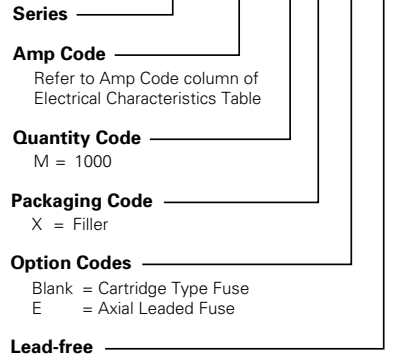 Series
Amp Code
Refer to Amp Code column of
Electrical Characteristics Table
Quantity Code
M = 1000
Packaging Code
X = Filler
Option Codes
Blank = Cartridge Type Fuse
E = Axial Leaded Fuse
Lead-free